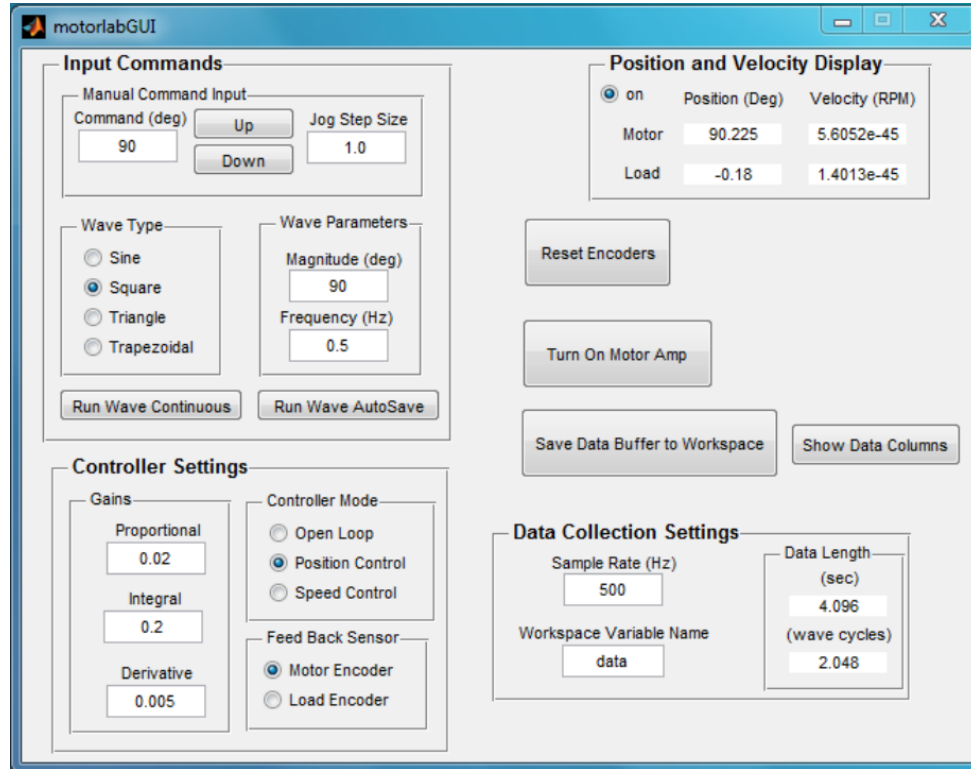 motorlabGUI
Input Commands
Manual Command Input
Command (deg)
90
Up
Down
Jog Step Size
1.0
Wave Type
Sine
Square
Triangle
Trapezoidal
Wave Parameters
Magnitude (deg)
90
Frequency (Hz)
0.5
Run Wave Continuous
Run Wave AutoSave
Controller Settings
Gains
Proportional
0.02
Integral
0.2
Derivative
0.005
Controller Mode
Open Loop
Position Control
Speed Control
Feed Back Sensor
Motor Encoder
Load Encoder
Position and Velocity Display
on Position (Deg) Velocity (RPM)
Motor 90.225 5.6052e-45
Load -0.18 1.4013e-45
Reset Encoders
Turn On Motor Amp
Save Data Buffer to Workspace
Show Data Columns
Data Collection Settings
Sample Rate (Hz)
500
Workspace Variable Name
data
Data Length
(sec)
4.096
(wave cycles)
2.048